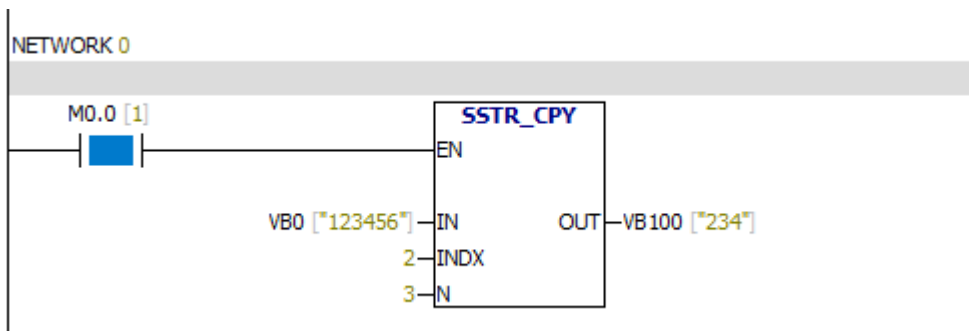 NETWORK 0
M0.0 [1]
SSTR_CPY
EN
VB0 ["123456"] IN OUT VB100 ["234"]
2 INDX
3 N